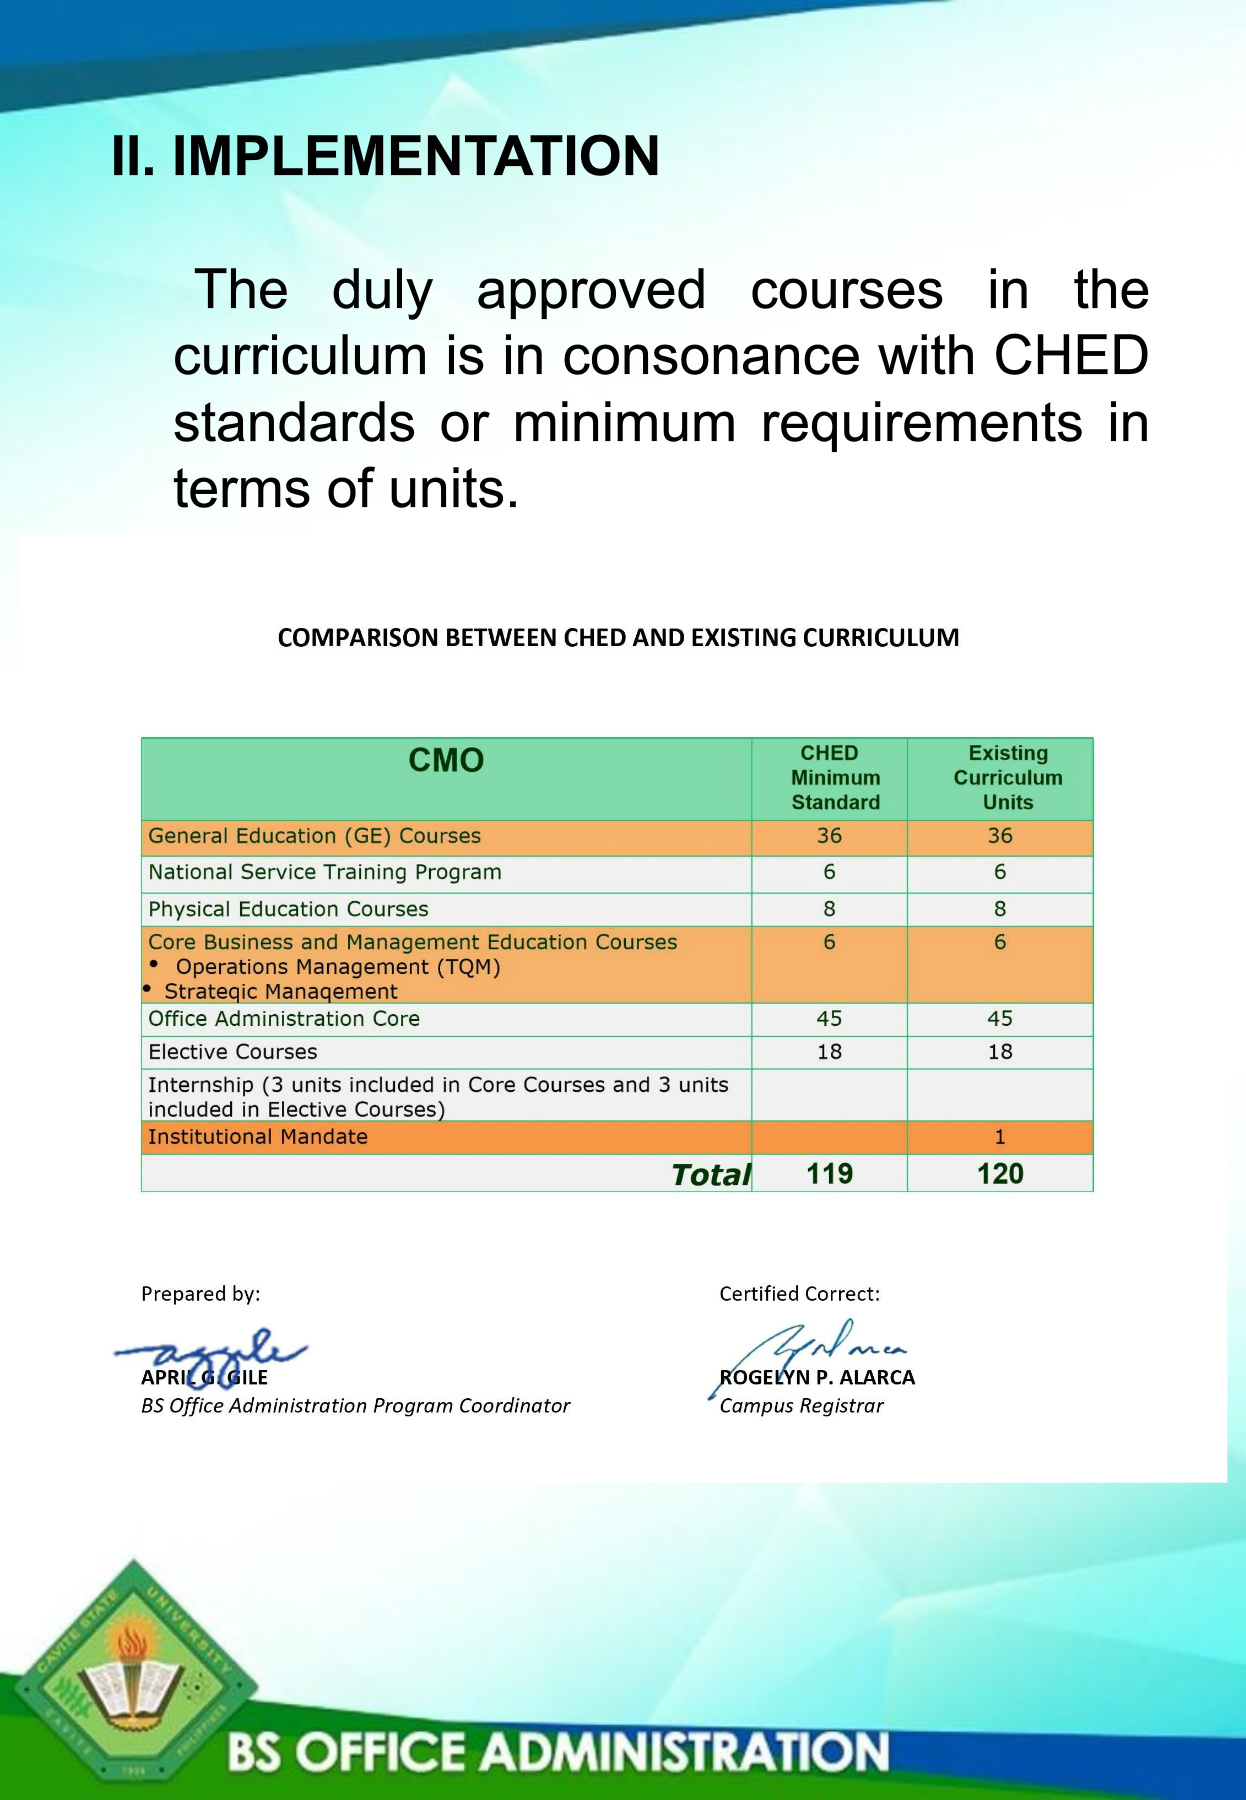 II. IMPLEMENTATION
The duly approved courses in the
curriculum is in consonance with CHED
standards or minimum requirements in
terms of units.
COMPARISON BETWEEN CHED AND EXISTING CURRICULUM
CMO CHED Minimum Standard Existing Curriculum Units
General Education (GE) Courses 36 36
National Service Training Program 6 6
Physical Education Courses 8 8
Core Business and Management Education Courses 6 6
• Operations Management (TQM)
• Strategic Management
Office Administration Core 45 45
Elective Courses 18 18
Internship (3 units included in Core Courses and 3 units
included in Elective Courses)
Institutional Mandate 1
Total 119 120
Prepared by: Certified Correct:
APRIL G. GILE ROGELYN P. ALARCA
BS Office Administration Program Coordinator Campus Registrar
CAVITE STATE UNIVERSITY
CAVITE PHILIPPINES
1906
BS OFFICE ADMINISTRATION